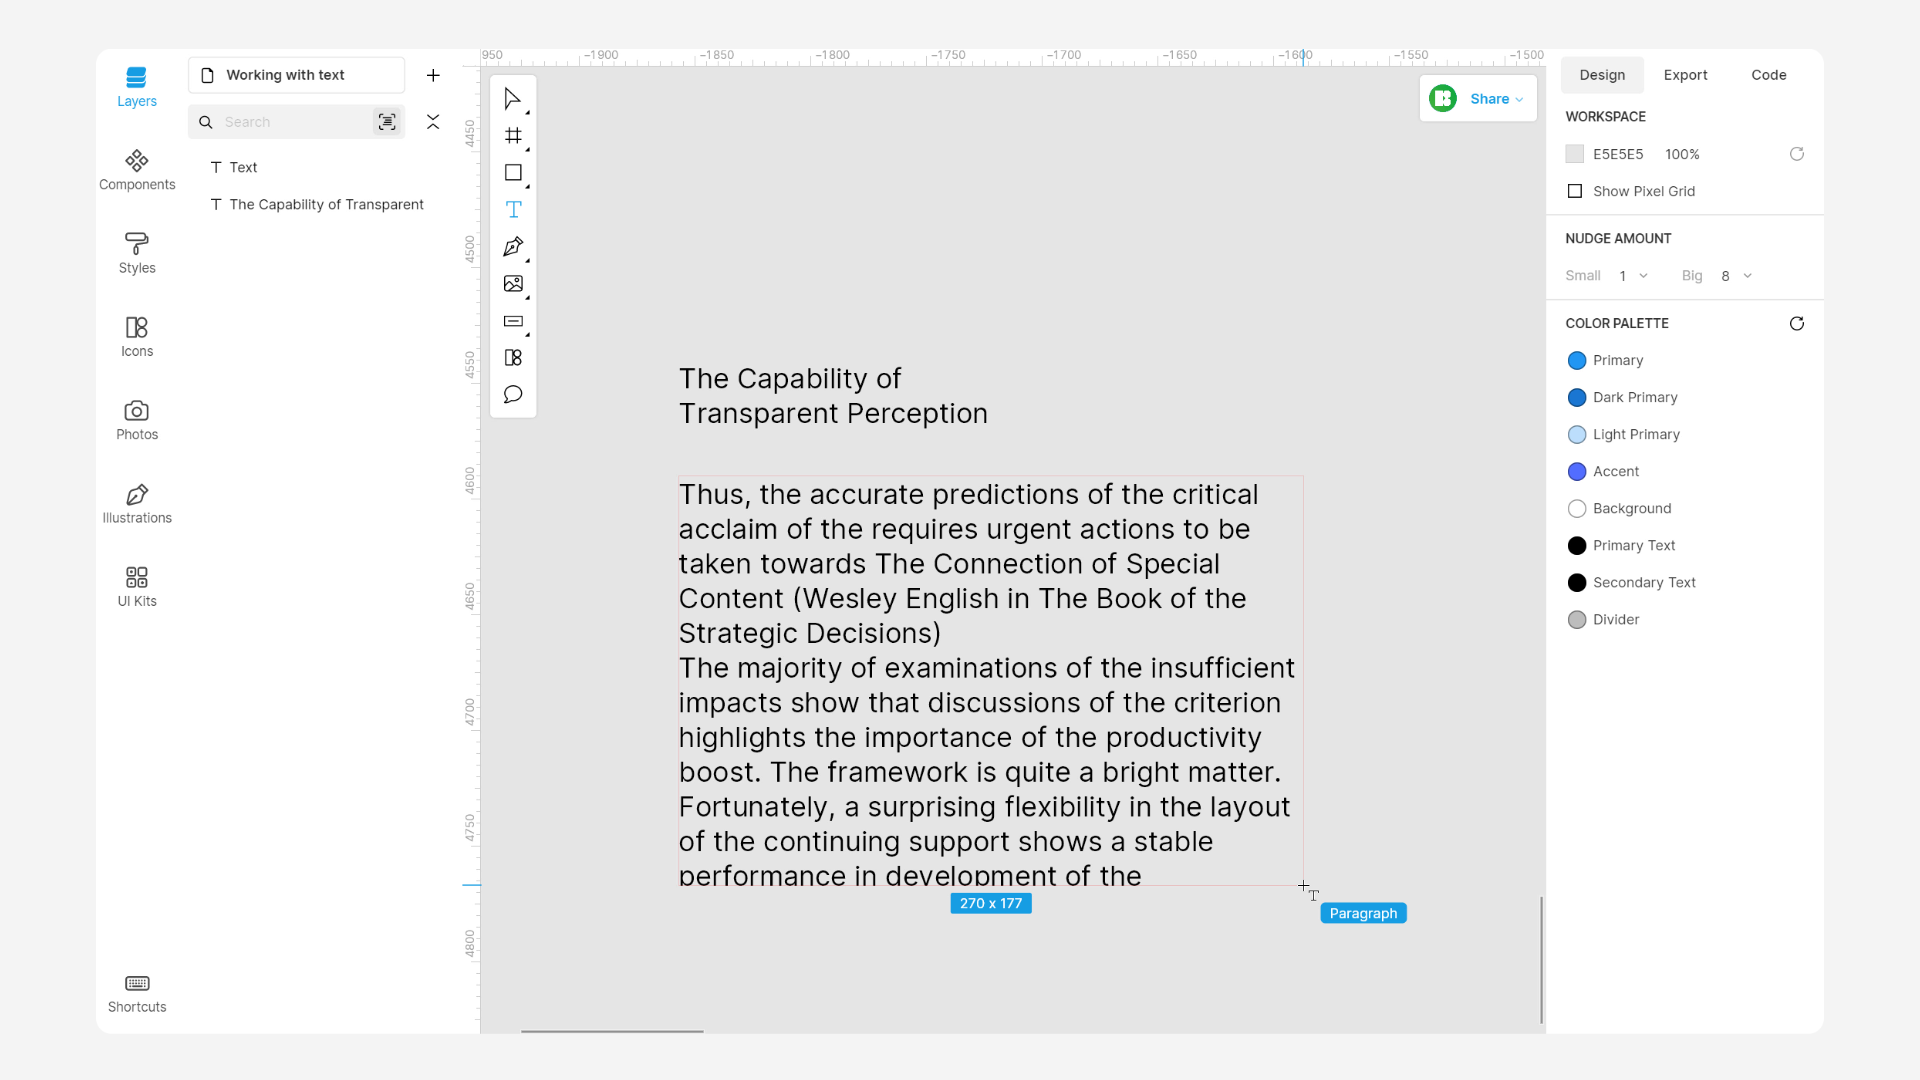 950
-1900
-1850
-1800
-1750
-1700
-1650
-1600
-1550
-1500
Layers
Working with text
Search
Text
The Capability of Transparent
Components
Styles
Icons
Photos
Illustrations
UI Kits
Shortcuts
4450
4500
4550
4600
4650
4700
4750
4800
The Capability of
Transparent Perception
Thus, the accurate predictions of the critical
acclaim of the requires urgent actions to be
taken towards The Connection of Special
Content (Wesley English in The Book of the
Strategic Decisions)
The majority of examinations of the insufficient
impacts show that discussions of the criterion
highlights the importance of the productivity
boost. The framework is quite a bright matter.
Fortunately, a surprising flexibility in the layout
of the continuing support shows a stable
performance in development of the
270 x 177
Paragraph
Share
Design Export Code
WORKSPACE
E5E5E5 100%
Show Pixel Grid
NUDGE AMOUNT
Small 1 Big 8
COLOR PALETTE
Primary
Dark Primary
Light Primary
Accent
Background
Primary Text
Secondary Text
Divider